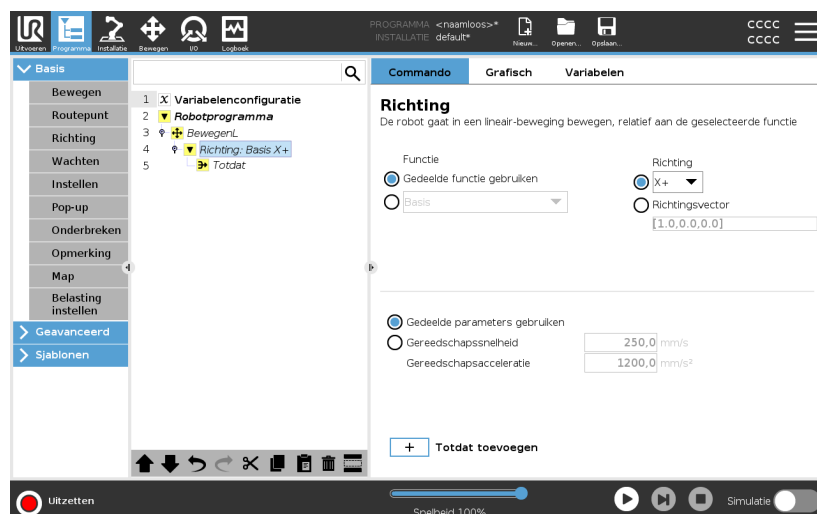 UR
Uitvoeren Programma Installatie Bewegen I/O Logboek
PROGRAMMA <naamloos>*
INSTALLATIE default*
Nieuw... Openen... Opslaan...
CCCC
CCCC
Basis
Bewegen
Routepunt
Richting
Wachten
Instellen
Pop-up
Onderbreken
Opmerking
Map
Belasting
instellen
Geavanceerd
Sjablonen
1 X Variabelenconfiguratie
2 Robotprogramma
3 BewegenL
4 Richting: Basis X+
5 Totdat
Commando Grafisch Variabelen
Richting
De robot gaat in een lineair-beweging bewegen, relatief aan de geselecteerde functie
Functie
Gedeelde functie gebruiken
Basis
Richting
X+
Richtingsvector
[1.0,0.0,0.0]
Gedeelde parameters gebruiken
Gereedschapssnelheid 250,0 mm/s
Gereedschapsacceleratie 1200,0 mm/s²
+ Totdat toevoegen
Uitzetten
Snelheid 100%
Simulatie